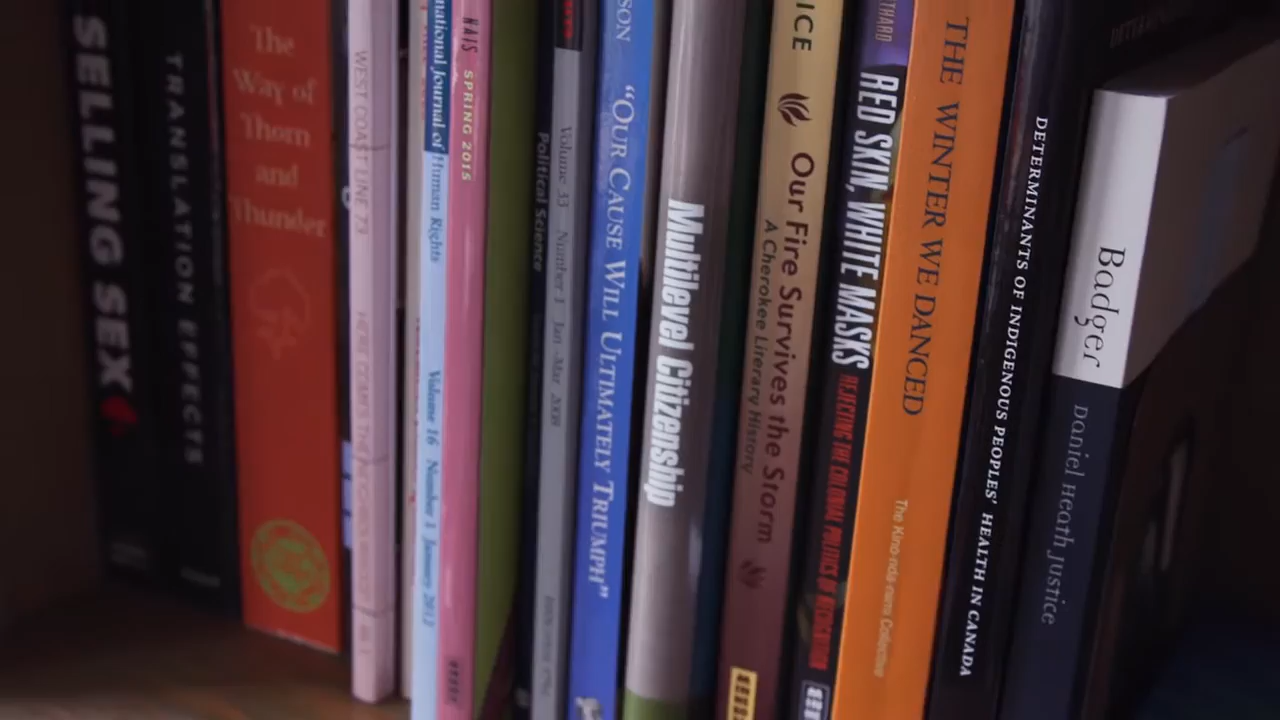 SELLING SEX
TRANSLATION EFFECTS
The
Way of
Thorn
and
Thunder
WEST COAST LINE 73
national Journal of Human Rights
Volume 16 Number 1 January 2012
NAIS SPRING 2015
Political Science
Volume 33 Number 1 Jan-Mar 2008
SON
"OUR CAUSE WILL ULTIMATELY TRIUMPH"
Multilevel Citizenship
ICE
Our Fire Survives the Storm
A Cherokee Literary History
THARD
RED SKIN, WHITE MASKS
REJECTING THE COLONIAL POLITICS OF RECOGNITION
THE WINTER WE DANCED
The Kino-nda-niimi Collective
DETERMINANTS OF INDIGENOUS PEOPLES' HEALTH IN CANADA
Badger
Daniel Heath Justice